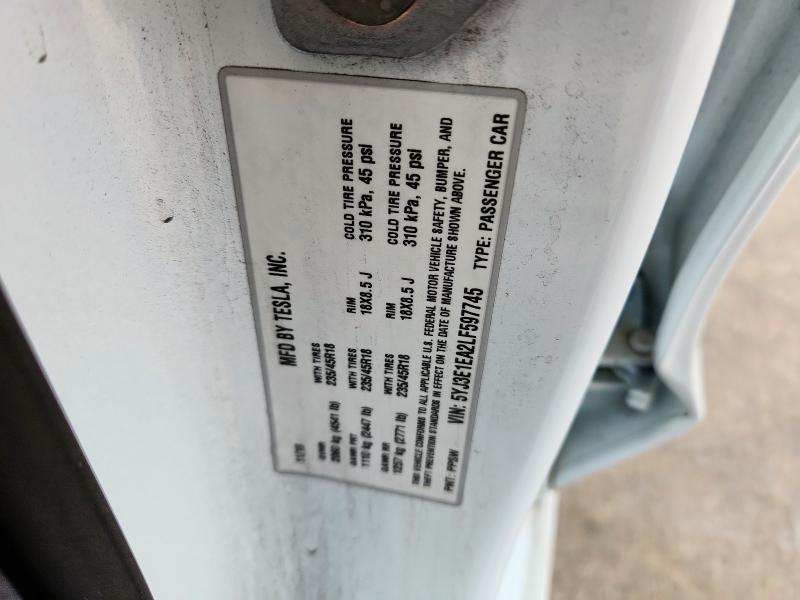 MFD BY TESLA, INC.
GVWR WITH TIRES RIM COLD TIRE PRESSURE
2060 kg (4541 lb) 235/45R18 18X8.5 J 310 kPa, 45 psi
GAWR FRT WITH TIRES
1110 kg (2447 lb) 235/45R18
GAWR RR WITH TIRES RIM COLD TIRE PRESSURE
1257 kg (2771 lb) 235/45R18 18X8.5 J 310 kPa, 45 psi
THIS VEHICLE CONFORMS TO ALL APPLICABLE U.S. FEDERAL MOTOR VEHICLE SAFETY, BUMPER, AND
THEFT PREVENTION STANDARDS IN EFFECT ON THE DATE OF MANUFACTURE SHOWN ABOVE.
PNT: PPSW VIN: 5YJ3E1EA2LF597745 TYPE: PASSENGER CAR